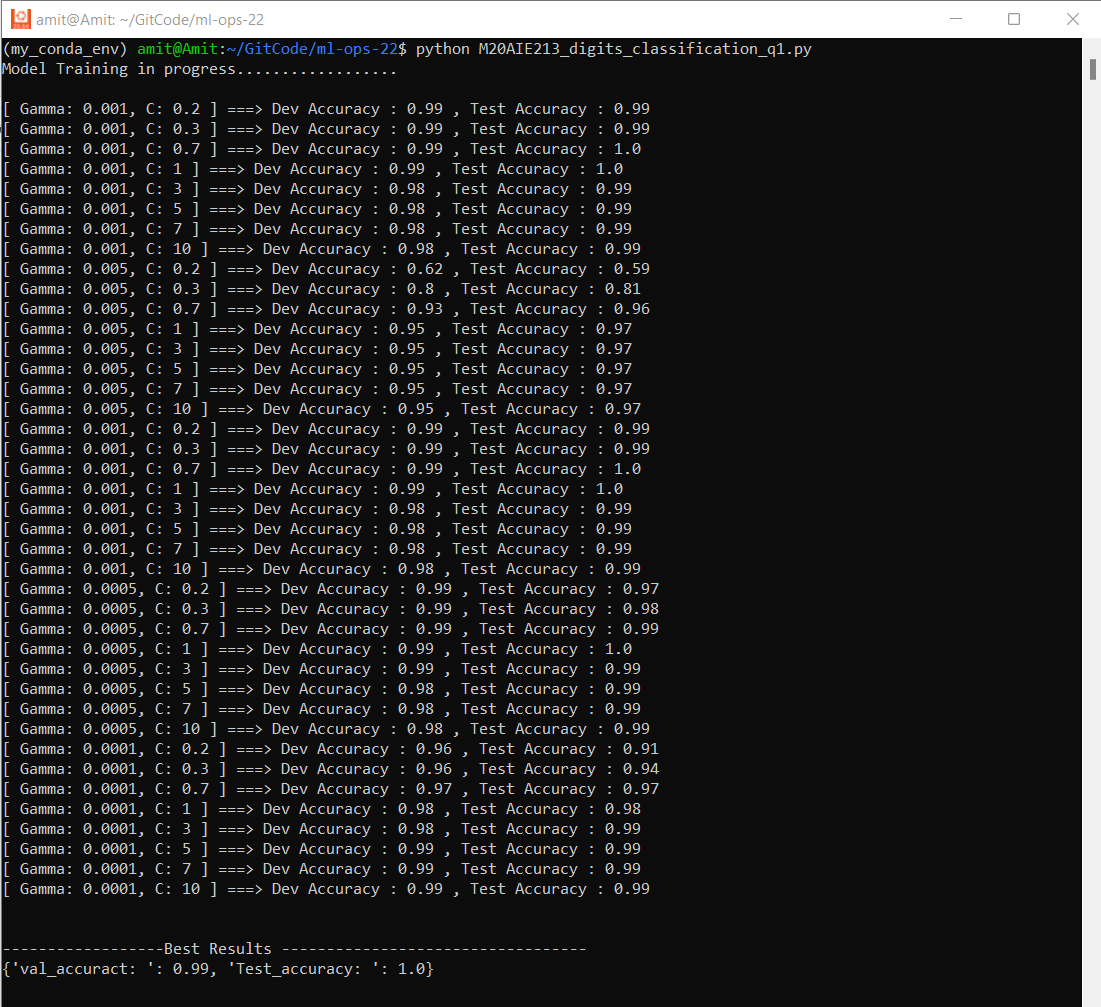 amit@Amit: ~/GitCode/ml-ops-22
(my_conda_env) amit@Amit:~/GitCode/ml-ops-22$ python M20AIE213_digits_classification_q1.py
Model Training in progress..................
[ Gamma: 0.001, C: 0.2 ] ===> Dev Accuracy : 0.99 , Test Accuracy : 0.99
[ Gamma: 0.001, C: 0.3 ] ===> Dev Accuracy : 0.99 , Test Accuracy : 0.99
[ Gamma: 0.001, C: 0.7 ] ===> Dev Accuracy : 0.99 , Test Accuracy : 1.0
[ Gamma: 0.001, C: 1 ] ===> Dev Accuracy : 0.99 , Test Accuracy : 1.0
[ Gamma: 0.001, C: 3 ] ===> Dev Accuracy : 0.98 , Test Accuracy : 0.99
[ Gamma: 0.001, C: 5 ] ===> Dev Accuracy : 0.98 , Test Accuracy : 0.99
[ Gamma: 0.001, C: 7 ] ===> Dev Accuracy : 0.98 , Test Accuracy : 0.99
[ Gamma: 0.001, C: 10 ] ===> Dev Accuracy : 0.98 , Test Accuracy : 0.99
[ Gamma: 0.005, C: 0.2 ] ===> Dev Accuracy : 0.62 , Test Accuracy : 0.59
[ Gamma: 0.005, C: 0.3 ] ===> Dev Accuracy : 0.8 , Test Accuracy : 0.81
[ Gamma: 0.005, C: 0.7 ] ===> Dev Accuracy : 0.93 , Test Accuracy : 0.96
[ Gamma: 0.005, C: 1 ] ===> Dev Accuracy : 0.95 , Test Accuracy : 0.97
[ Gamma: 0.005, C: 3 ] ===> Dev Accuracy : 0.95 , Test Accuracy : 0.97
[ Gamma: 0.005, C: 5 ] ===> Dev Accuracy : 0.95 , Test Accuracy : 0.97
[ Gamma: 0.005, C: 7 ] ===> Dev Accuracy : 0.95 , Test Accuracy : 0.97
[ Gamma: 0.005, C: 10 ] ===> Dev Accuracy : 0.95 , Test Accuracy : 0.97
[ Gamma: 0.001, C: 0.2 ] ===> Dev Accuracy : 0.99 , Test Accuracy : 0.99
[ Gamma: 0.001, C: 0.3 ] ===> Dev Accuracy : 0.99 , Test Accuracy : 0.99
[ Gamma: 0.001, C: 0.7 ] ===> Dev Accuracy : 0.99 , Test Accuracy : 1.0
[ Gamma: 0.001, C: 1 ] ===> Dev Accuracy : 0.99 , Test Accuracy : 1.0
[ Gamma: 0.001, C: 3 ] ===> Dev Accuracy : 0.98 , Test Accuracy : 0.99
[ Gamma: 0.001, C: 5 ] ===> Dev Accuracy : 0.98 , Test Accuracy : 0.99
[ Gamma: 0.001, C: 7 ] ===> Dev Accuracy : 0.98 , Test Accuracy : 0.99
[ Gamma: 0.001, C: 10 ] ===> Dev Accuracy : 0.98 , Test Accuracy : 0.99
[ Gamma: 0.0005, C: 0.2 ] ===> Dev Accuracy : 0.99 , Test Accuracy : 0.97
[ Gamma: 0.0005, C: 0.3 ] ===> Dev Accuracy : 0.99 , Test Accuracy : 0.98
[ Gamma: 0.0005, C: 0.7 ] ===> Dev Accuracy : 0.99 , Test Accuracy : 0.99
[ Gamma: 0.0005, C: 1 ] ===> Dev Accuracy : 0.99 , Test Accuracy : 1.0
[ Gamma: 0.0005, C: 3 ] ===> Dev Accuracy : 0.99 , Test Accuracy : 0.99
[ Gamma: 0.0005, C: 5 ] ===> Dev Accuracy : 0.98 , Test Accuracy : 0.99
[ Gamma: 0.0005, C: 7 ] ===> Dev Accuracy : 0.98 , Test Accuracy : 0.99
[ Gamma: 0.0005, C: 10 ] ===> Dev Accuracy : 0.98 , Test Accuracy : 0.99
[ Gamma: 0.0001, C: 0.2 ] ===> Dev Accuracy : 0.96 , Test Accuracy : 0.91
[ Gamma: 0.0001, C: 0.3 ] ===> Dev Accuracy : 0.96 , Test Accuracy : 0.94
[ Gamma: 0.0001, C: 0.7 ] ===> Dev Accuracy : 0.97 , Test Accuracy : 0.97
[ Gamma: 0.0001, C: 1 ] ===> Dev Accuracy : 0.98 , Test Accuracy : 0.98
[ Gamma: 0.0001, C: 3 ] ===> Dev Accuracy : 0.98 , Test Accuracy : 0.99
[ Gamma: 0.0001, C: 5 ] ===> Dev Accuracy : 0.99 , Test Accuracy : 0.99
[ Gamma: 0.0001, C: 7 ] ===> Dev Accuracy : 0.99 , Test Accuracy : 0.99
[ Gamma: 0.0001, C: 10 ] ===> Dev Accuracy : 0.99 , Test Accuracy : 0.99
------------------Best Results ----------------------------------
{'val_accuract: ': 0.99, 'Test_accuracy: ': 1.0}